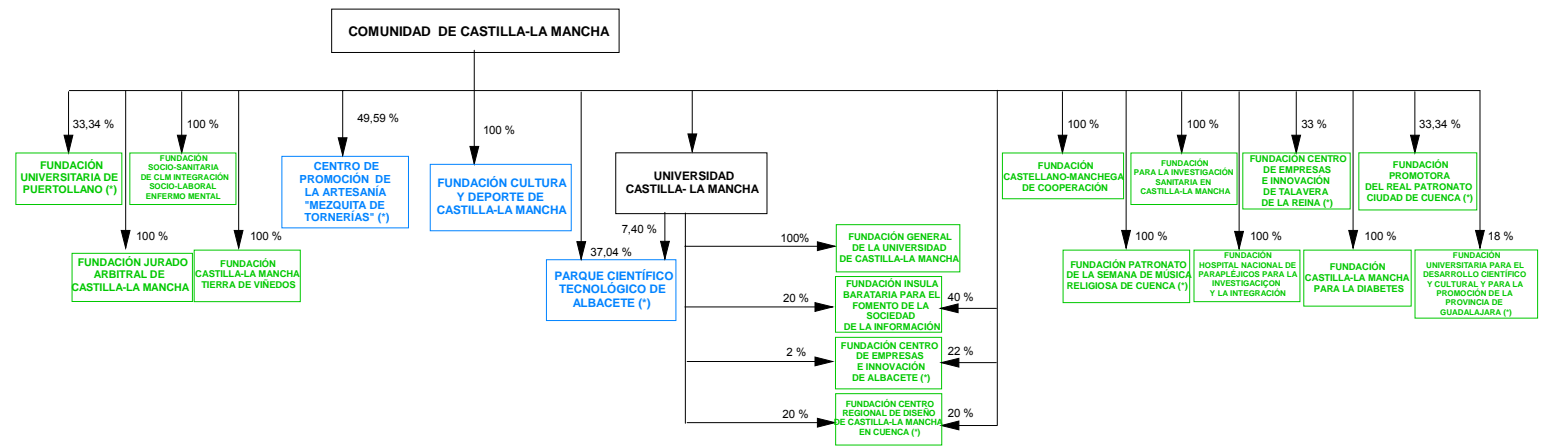 COMUNIDAD DE CASTILLA-LA MANCHA
33,34 %
100 %
49,59 %
100 %
100 %
100 %
33 %
33,34 %
FUNDACIÓN
UNIVERSITARIA DE
PUERTOLLANO (*)
FUNDACIÓN
SOCIO-SANITARIA
DE CLM INTEGRACIÓN
SOCIO-LABORAL
ENFERMO MENTAL
CENTRO DE
PROMOCIÓN DE
LA ARTESANÍA
"MEZQUITA DE
TORNERÍAS" (*)
FUNDACIÓN CULTURA
Y DEPORTE DE
CASTILLA-LA MANCHA
UNIVERSIDAD
CASTILLA- LA MANCHA
FUNDACIÓN
CASTELLANO-MANCHEGA
DE COOPERACIÓN
FUNDACIÓN
PARA LA INVESTIGACIÓN
SANITARIA EN
CASTILLA-LA MANCHA
FUNDACIÓN CENTRO
DE EMPRESAS
E INNOVACIÓN
DE TALAVERA
DE LA REINA (*)
FUNDACIÓN
PROMOTORA
DEL REAL PATRONATO
CIUDAD DE CUENCA (*)
100 %
100 %
37,04 %
7,40 %
100 %
100 %
100 %
18 %
FUNDACIÓN JURADO
ARBITRAL DE
CASTILLA-LA MANCHA
FUNDACIÓN
CASTILLA-LA MANCHA
TIERRA DE VIÑEDOS
PARQUE CIENTÍFICO
TECNOLÓGICO DE
ALBACETE (*)
FUNDACIÓN PATRONATO
DE LA SEMANA DE MÚSICA
RELIGIOSA DE CUENCA (*)
FUNDACIÓN
HOSPITAL NACIONAL DE
PARAPLÉJICOS PARA LA
INVESTIGACIÇON
Y LA INTEGRACIÓN
FUNDACIÓN
CASTILLA-LA MANCHA
PARA LA DIABETES
FUNDACIÓN
UNIVERSITARIA PARA EL
DESARROLLO CIENTÍFICO
Y CULTURAL Y PARA LA
PROMOCIÓN DE LA
PROVINCIA DE
GUADALAJARA (*)
100%
FUNDACIÓN GENERAL
DE LA UNIVERSIDAD
DE CASTILLA-LA MANCHA
20 %
FUNDACIÓN INSULA
BARATARIA PARA EL
FOMENTO DE LA
SOCIEDAD
DE LA INFORMACIÓN
40 %
2 %
FUNDACIÓN CENTRO
DE EMPRESAS
E INNOVACIÓN
DE ALBACETE (*)
22 %
20 %
FUNDACIÓN CENTRO
REGIONAL DE DISEÑO
DE CASTILLA-LA MANCHA
EN CUENCA (*)
20 %